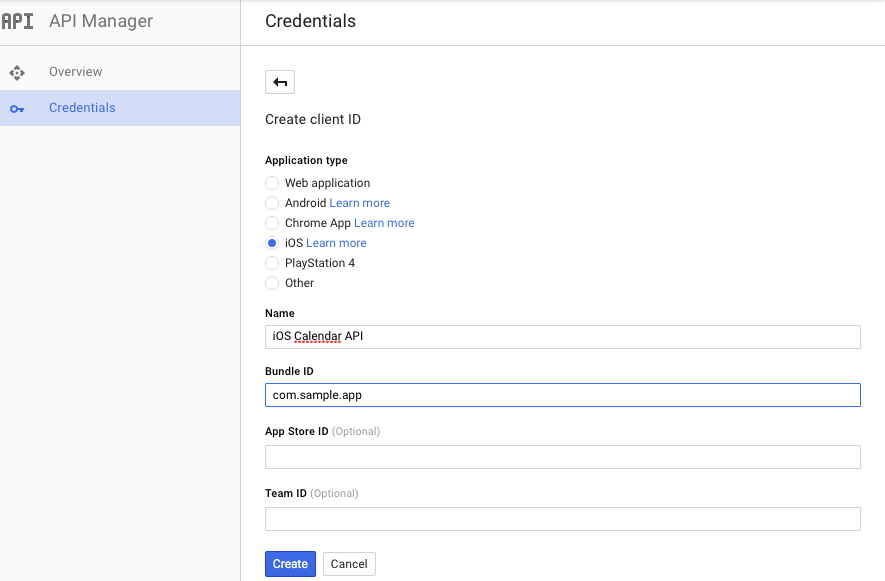 API API Manager
Credentials
Overview
Credentials
Create client ID
Application type
Web application
Android Learn more
Chrome App Learn more
iOS Learn more
PlayStation 4
Other
Name
iOS Calendar API
Bundle ID
com.sample.app
App Store ID (Optional)
Team ID (Optional)
Create Cancel